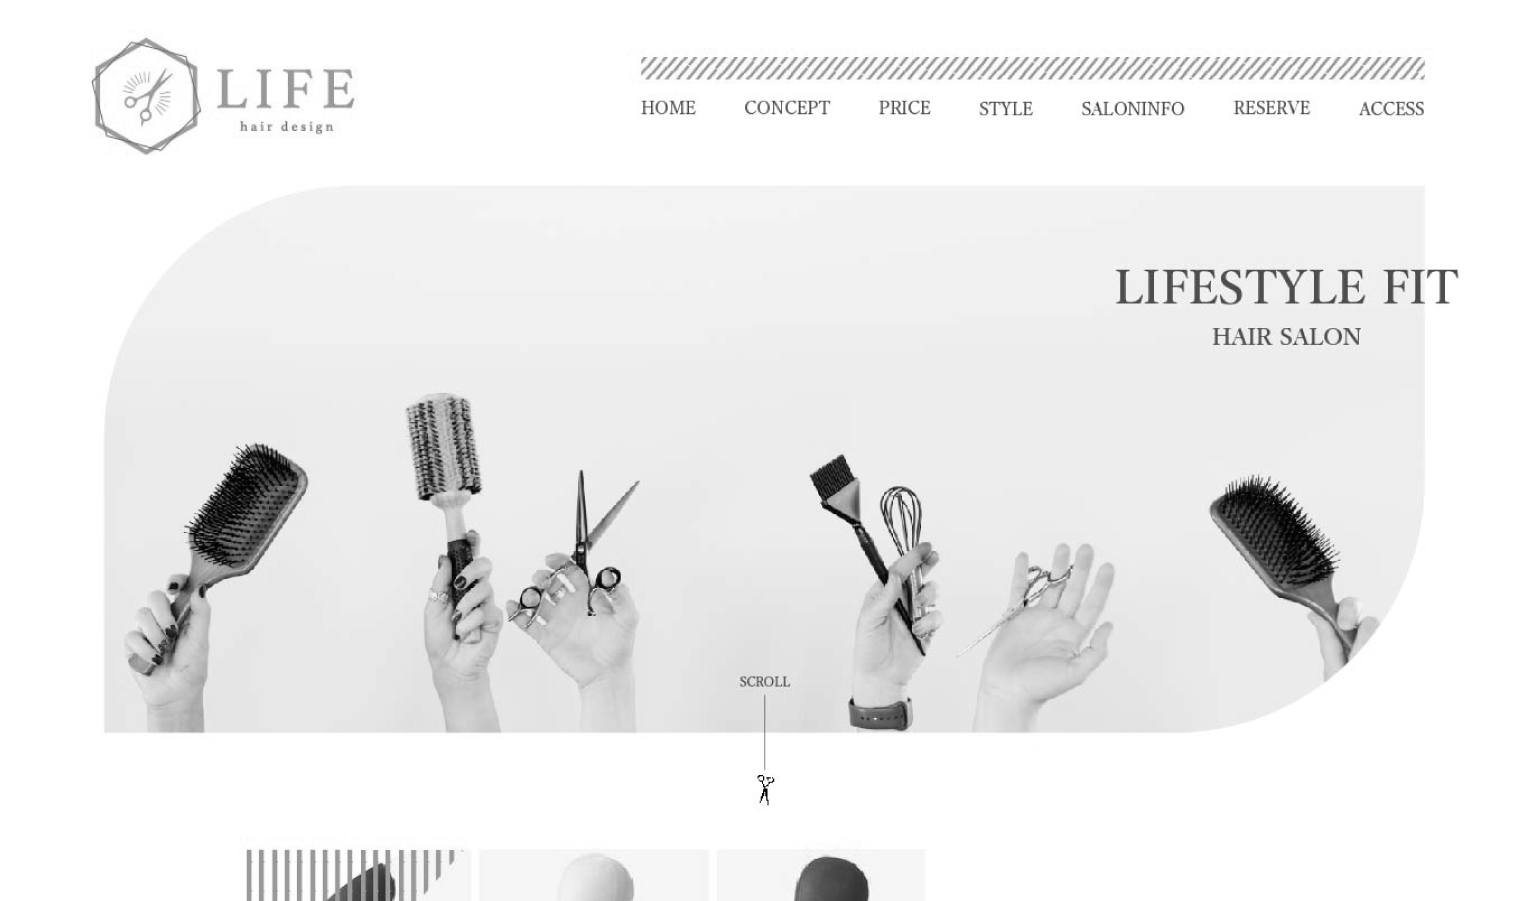 LIFE
hair design
HOME CONCEPT PRICE STYLE SALONINFO RESERVE ACCESS
LIFESTYLE FIT
HAIR SALON
SCROLL